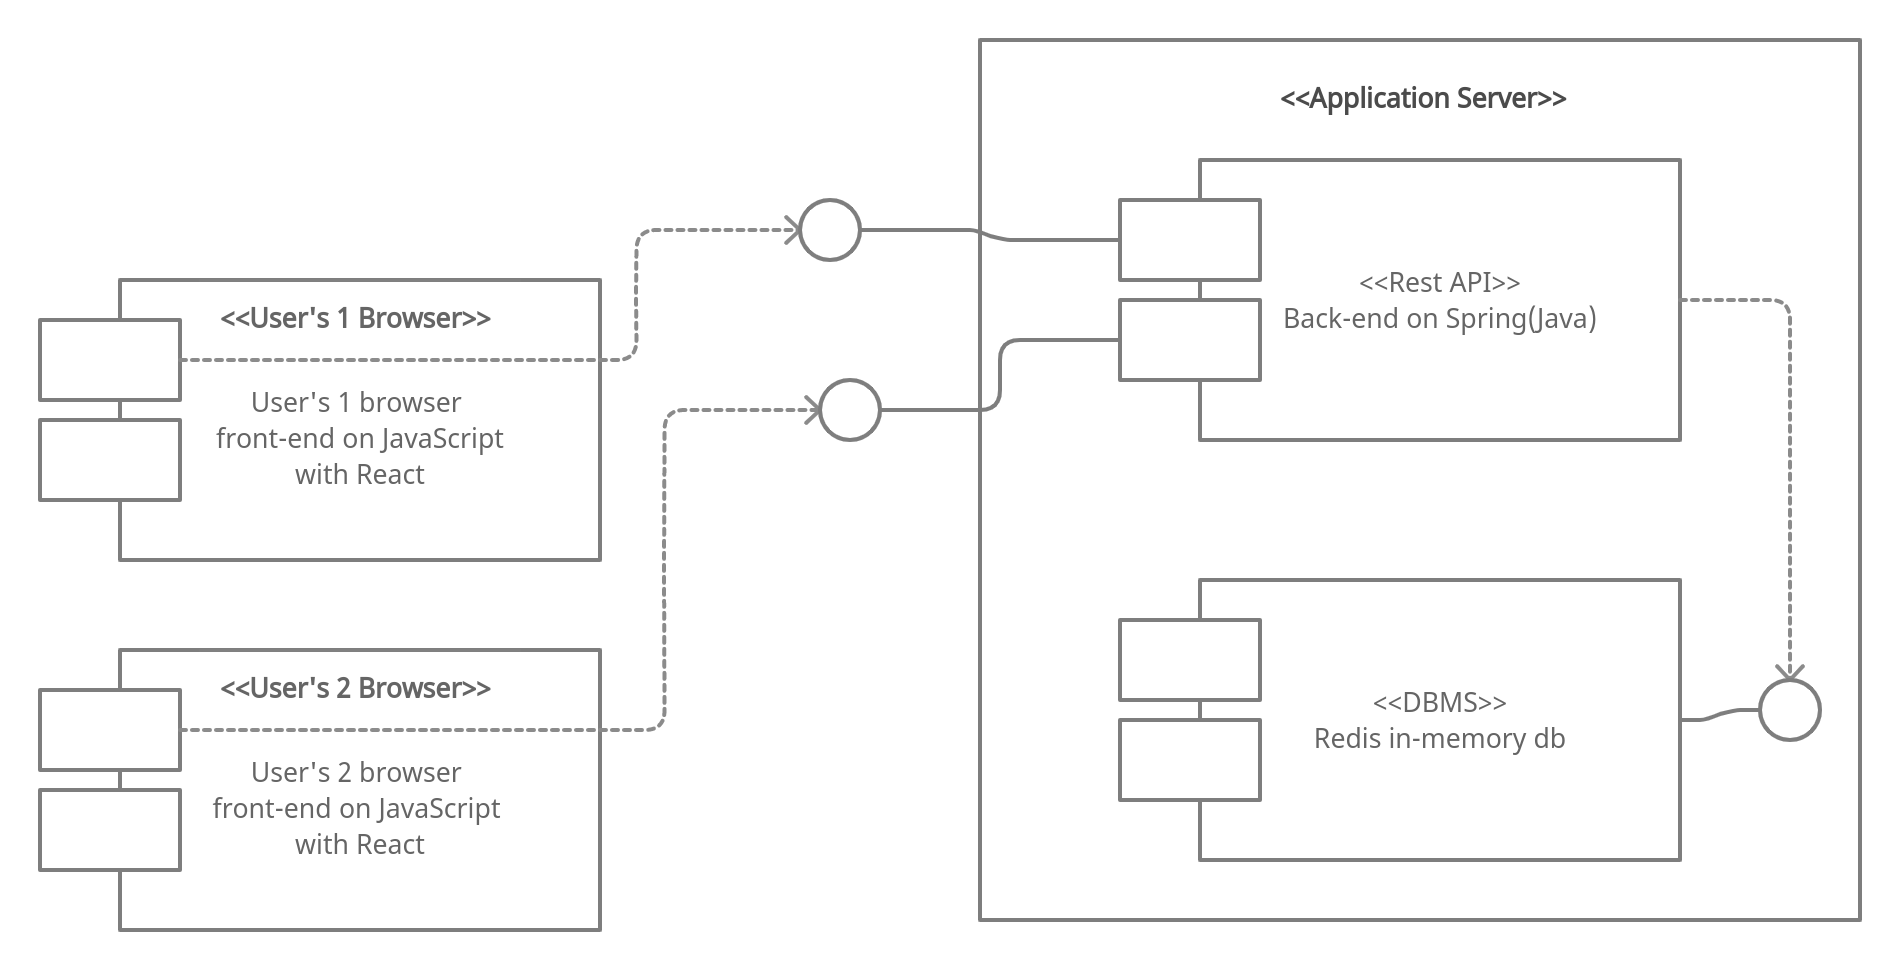 <<Application Server>>
<<Rest API>>
Back-end on Spring(Java)
<<User's 1 Browser>>
User's 1 browser
front-end on JavaScript
with React
<<User's 2 Browser>>
User's 2 browser
front-end on JavaScript
with React
<<DBMS>>
Redis in-memory db